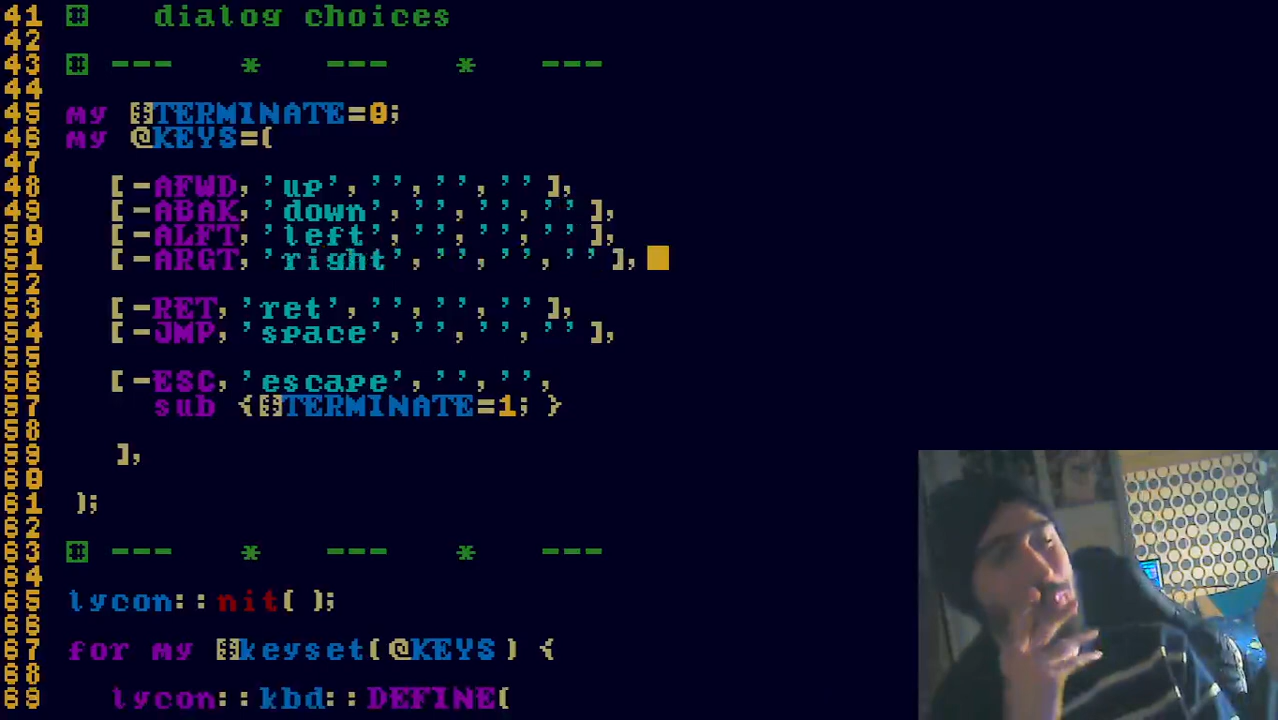 41 #   dialog choices
42
43 # ---   *   ---   *   ---
44
45 my $TERMINATE=0;
46 my @KEYS=(
47
48   [-AFWD,'up','','',''],
49   [-ABAK,'down','','',''],
50   [-ALFT,'left','','',''],
51   [-ARGT,'right','','',''],
52
53   [-RET,'ret','','',''],
54   [-JMP,'space','','',''],
55
56   [-ESC,'escape','','',
57     sub {$TERMINATE=1;}
58
59   ],
60
61 );
62
63 # ---   *   ---   *   ---
64
65 lycon::nit();
66
67 for my $keyset(@KEYS) {
68
69   lycon::kbd::DEFINE(